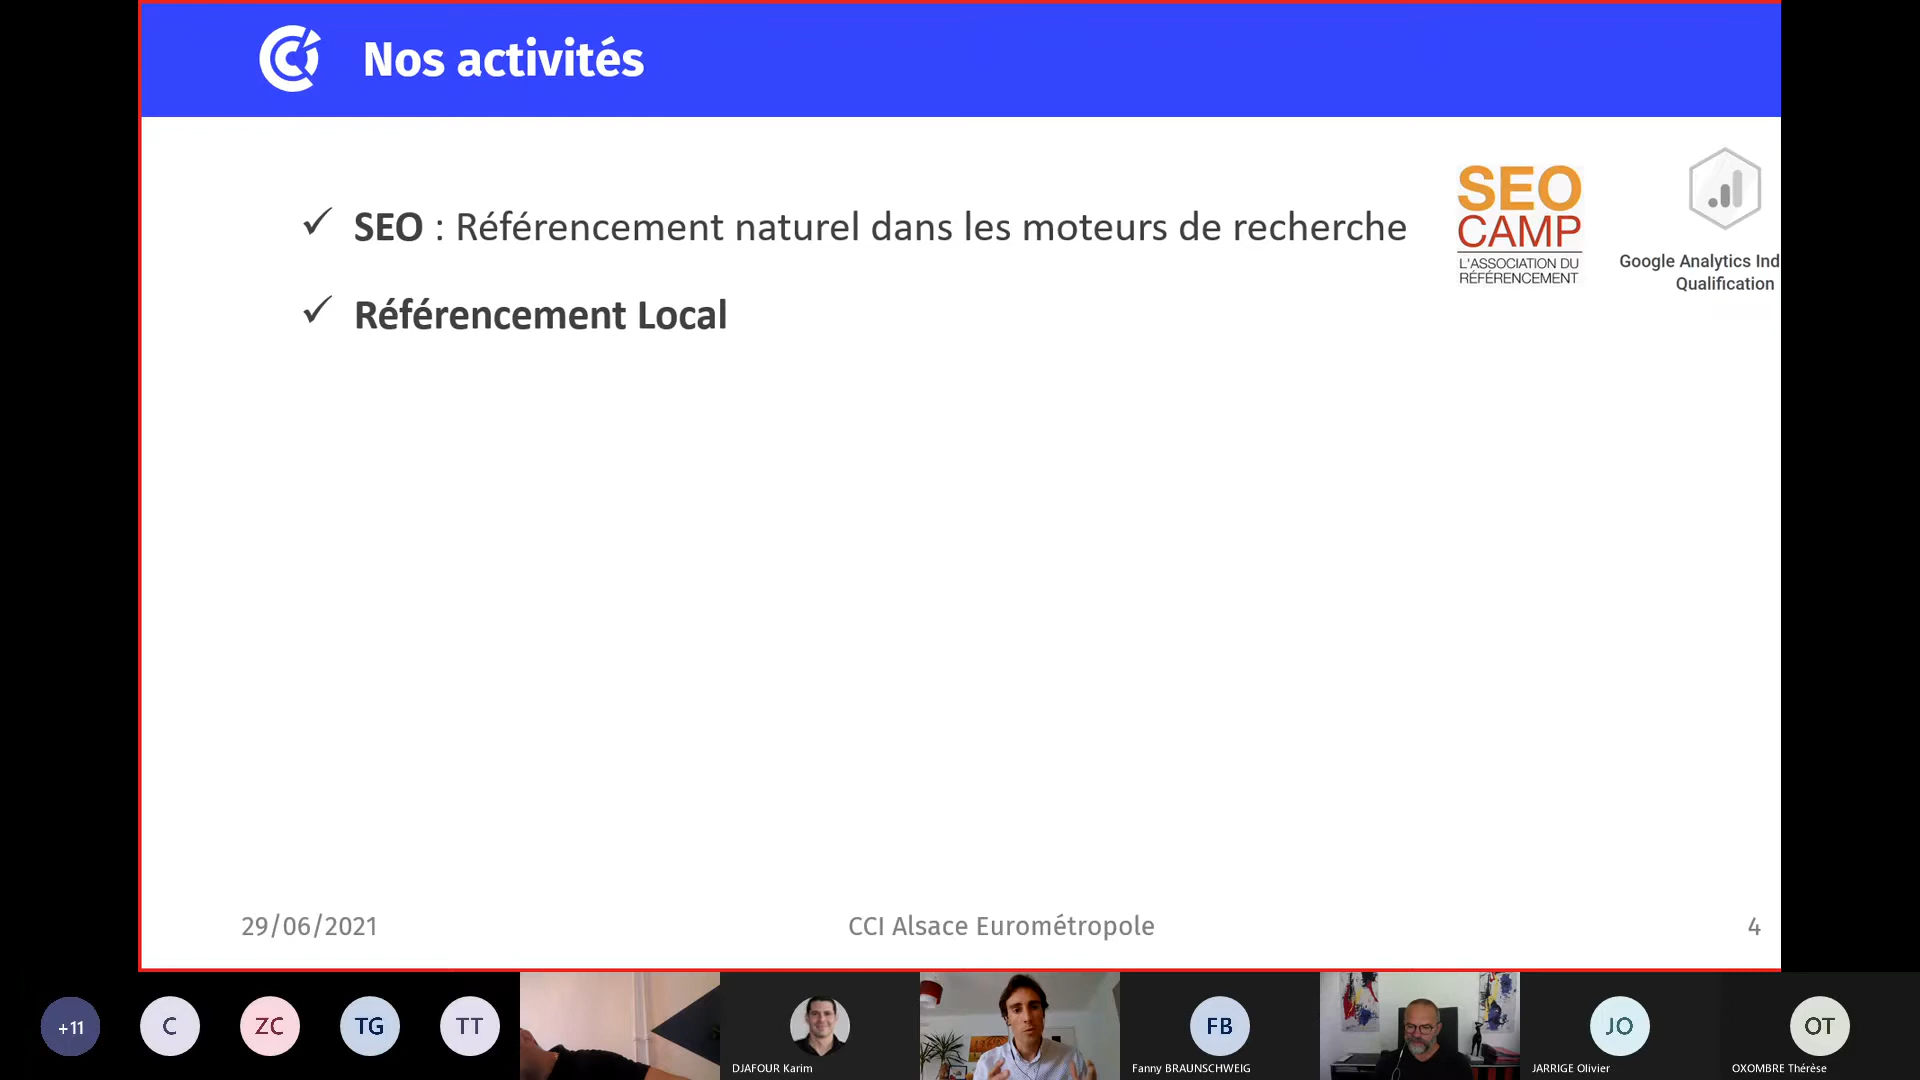 Nos activités
✓ SEO : Référencement naturel dans les moteurs de recherche
✓ Référencement Local
SEO
CAMP
L'ASSOCIATION DU
RÉFÉRENCEMENT
Google Analytics Ind
Qualification
29/06/2021
CCI Alsace Eurométropole
4
+11
C
ZC
TG
TT
DJAFOUR Karim
FB
Fanny BRAUNSCHWEIG
JO
JARRIGE Olivier
OT
OXOMBRE Thérèse